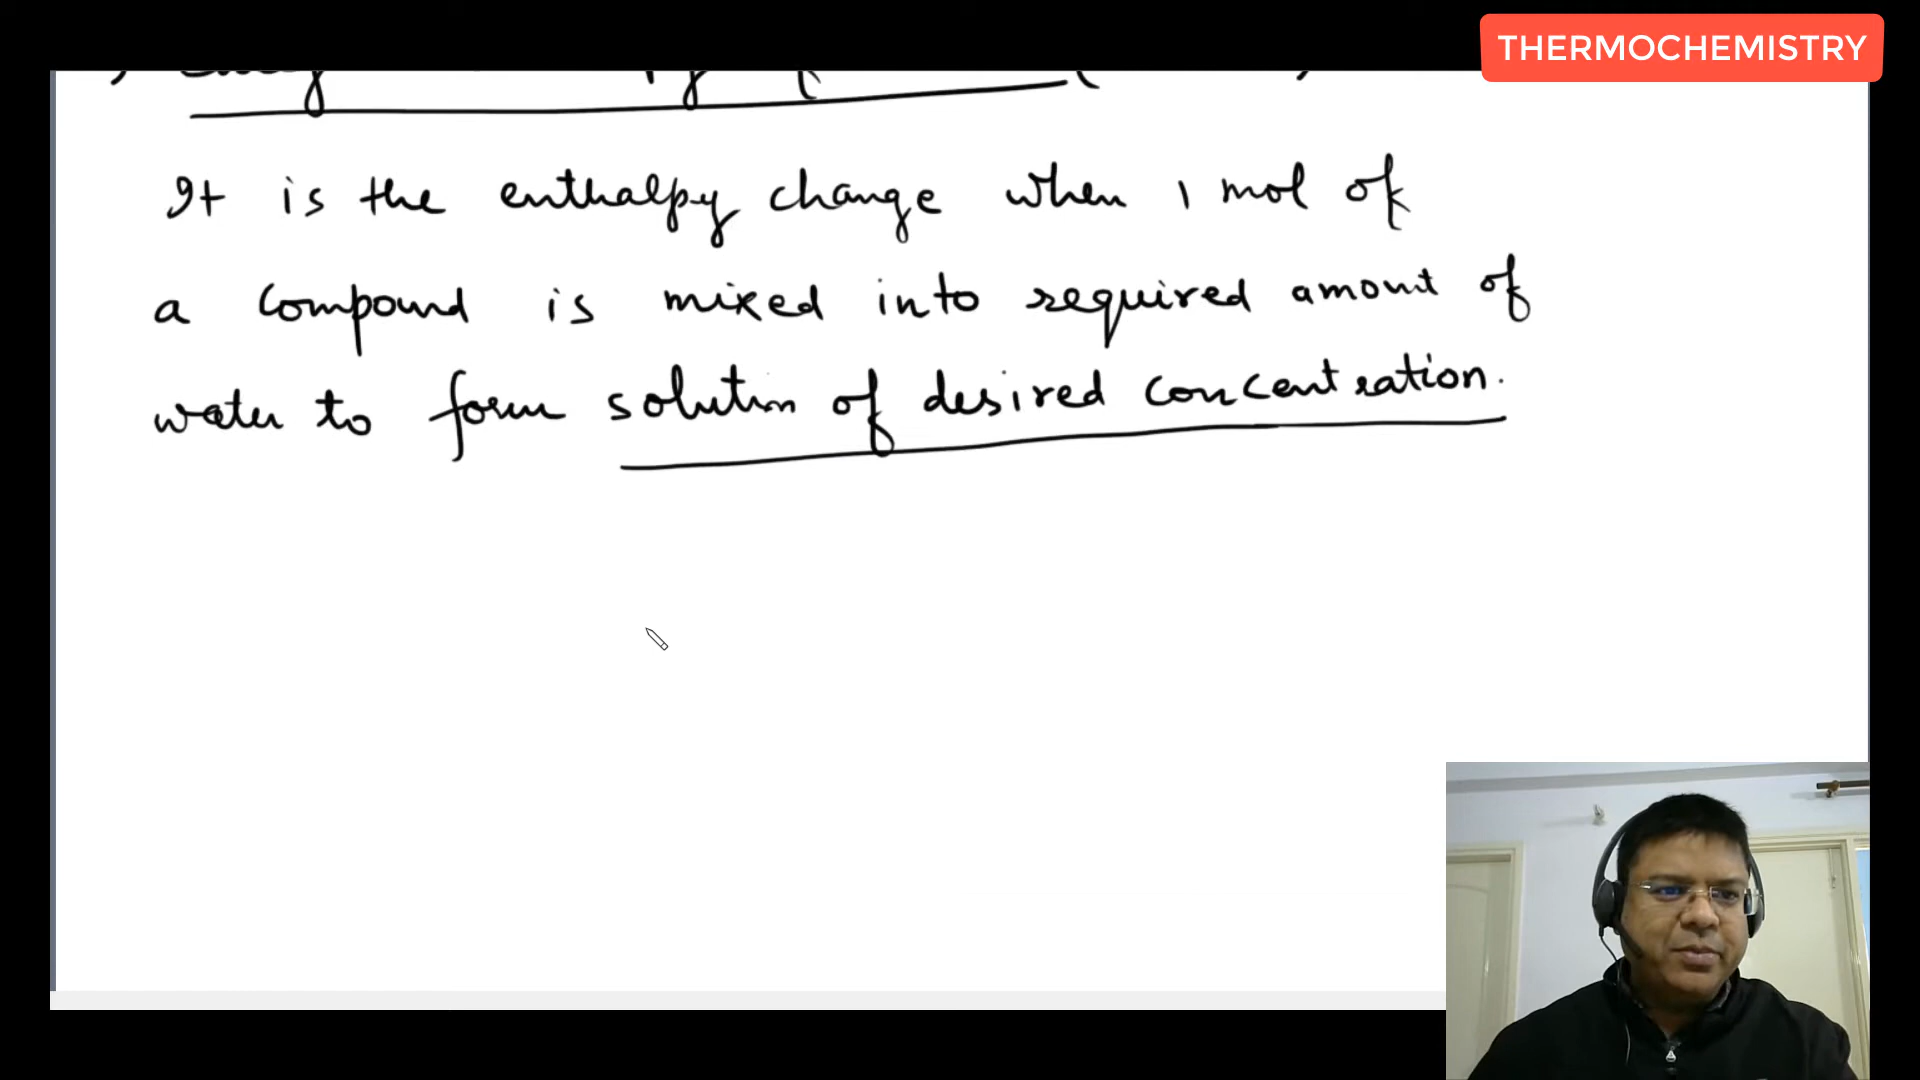 THERMOCHEMISTRY
It is the enthalpy change when 1 mol of
a compound is mixed into required amount of
water to form solution of desired concentration.